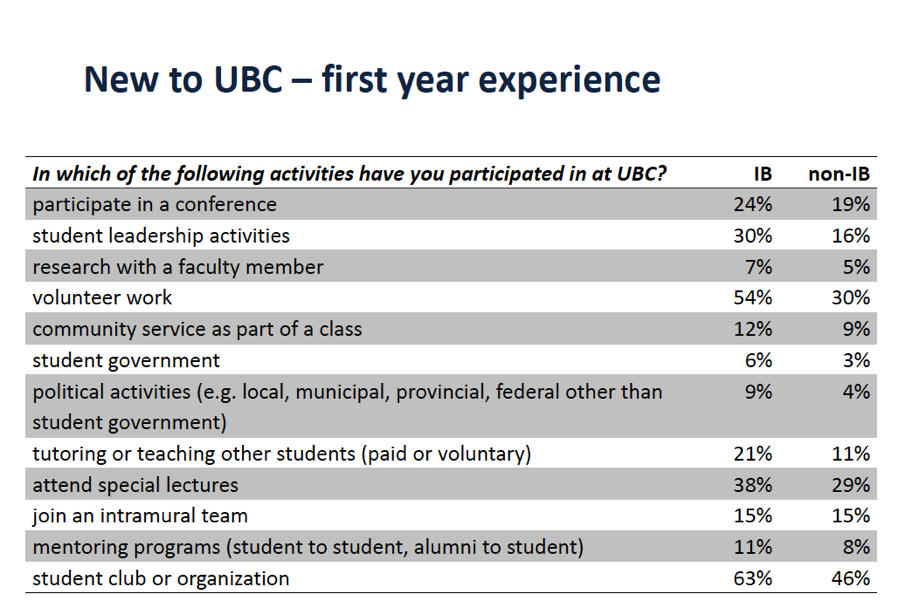 New to UBC – first year experience
In which of the following activities have you participated in at UBC? IB non-IB
participate in a conference 24% 19%
student leadership activities 30% 16%
research with a faculty member 7% 5%
volunteer work 54% 30%
community service as part of a class 12% 9%
student government 6% 3%
political activities (e.g. local, municipal, provincial, federal other than 9% 4%
student government)
tutoring or teaching other students (paid or voluntary) 21% 11%
attend special lectures 38% 29%
join an intramural team 15% 15%
mentoring programs (student to student, alumni to student) 11% 8%
student club or organization 63% 46%